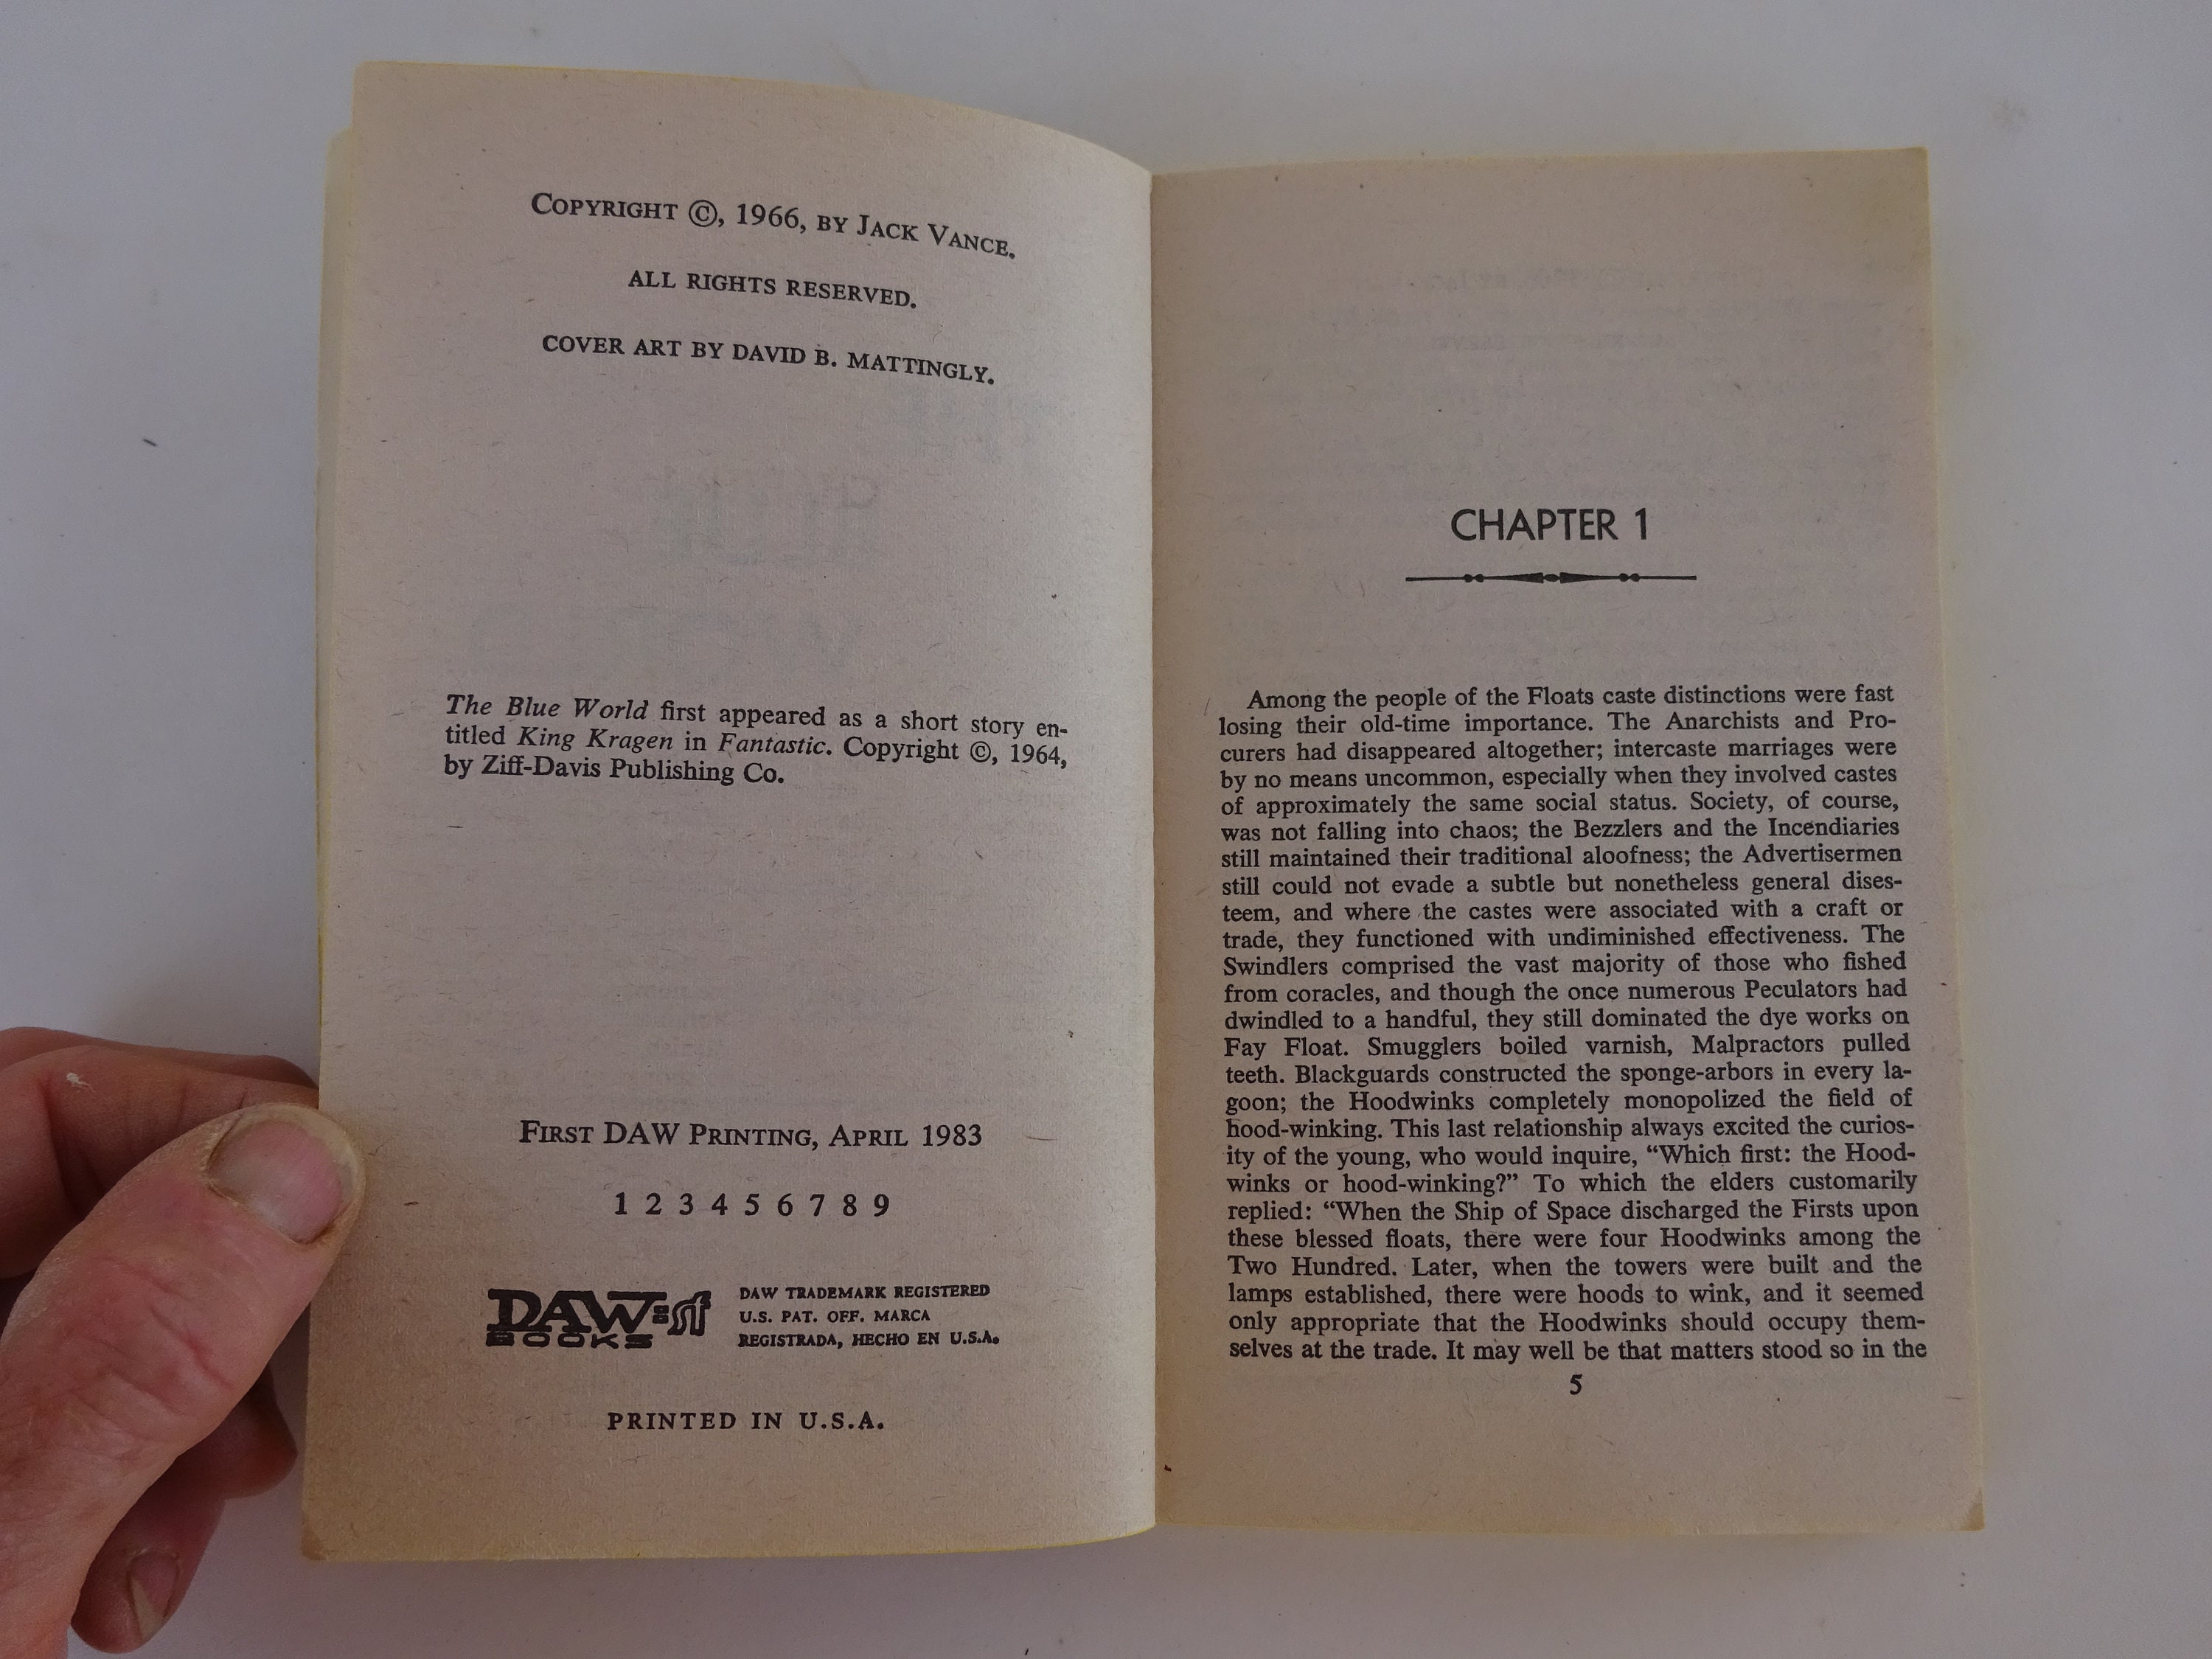 COPYRIGHT ©, 1966, BY JACK VANCE.
ALL RIGHTS RESERVED.
COVER ART BY DAVID B. MATTINGLY.
The Blue World first appeared as a short story en-
titled King Kragen in Fantastic. Copyright ©, 1964,
by Ziff-Davis Publishing Co.
FIRST DAW PRINTING, APRIL 1983
1 2 3 4 5 6 7 8 9
DAW
BOOKS
DAW TRADEMARK REGISTERED
U.S. PAT. OFF. MARCA
REGISTRADA, HECHO EN U.S.A.
PRINTED IN U.S.A.
CHAPTER 1
Among the people of the Floats caste distinctions were fast
losing their old-time importance. The Anarchists and Pro-
curers had disappeared altogether; intercaste marriages were
by no means uncommon, especially when they involved castes
of approximately the same social status. Society, of course,
was not falling into chaos; the Bezzlers and the Incendiaries
still maintained their traditional aloofness; the Advertisermen
still could not evade a subtle but nonetheless general dises-
teem, and where the castes were associated with a craft or
trade, they functioned with undiminished effectiveness. The
Swindlers comprised the vast majority of those who fished
from coracles, and though the once numerous Peculators had
dwindled to a handful, they still dominated the dye works on
Fay Float. Smugglers boiled varnish, Malpractors pulled
teeth. Blackguards constructed the sponge-arbors in every la-
goon; the Hoodwinks completely monopolized the field of
hood-winking. This last relationship always excited the curios-
ity of the young, who would inquire, “Which first: the Hood-
winks or hood-winking?” To which the elders customarily
replied: “When the Ship of Space discharged the Firsts upon
these blessed floats, there were four Hoodwinks among the
Two Hundred. Later, when the towers were built and the
lamps established, there were hoods to wink, and it seemed
only appropriate that the Hoodwinks should occupy them-
selves at the trade. It may well be that matters stood so in the
5